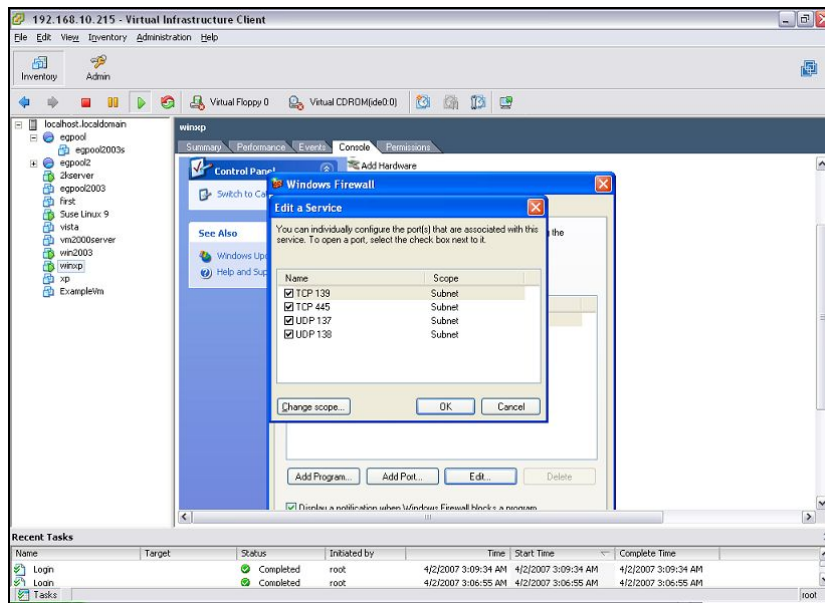 192.168.10.215 - Virtual Infrastructure Client
File Edit View Inventory Administration Help
Inventory Admin
Virtual Floppy 0 Virtual CDROM(ide0:0)
localhost.localdomain
egpool
egpool2003s
egpool2
2kserver
egpool2003
first
Suse Linux 9
vista
vm2000server
win2003
winxp
xp
ExampleVm
winxp
Summary Performance Events Console Permissions
Control Panel
Add Hardware
Switch to Ca
See Also
Windows Up
Help and Sup
Windows Firewall
the
Edit a Service
You can individually configure the port(s) that are associated with this
service. To open a port, select the check box next to it.
Name Scope
TCP 139 Subnet
TCP 445 Subnet
UDP 137 Subnet
UDP 138 Subnet
Change scope... OK Cancel
Add Program... Add Port... Edit... Delete
Display a notification when Windows Firewall blocks a program
Recent Tasks
Name Target Status Initiated by Time Start Time Complete Time
Login Completed root 4/2/2007 3:09:34 AM 4/2/2007 3:09:34 AM 4/2/2007 3:09:34 AM
Login Completed root 4/2/2007 3:06:55 AM 4/2/2007 3:06:55 AM 4/2/2007 3:06:55 AM
Tasks root